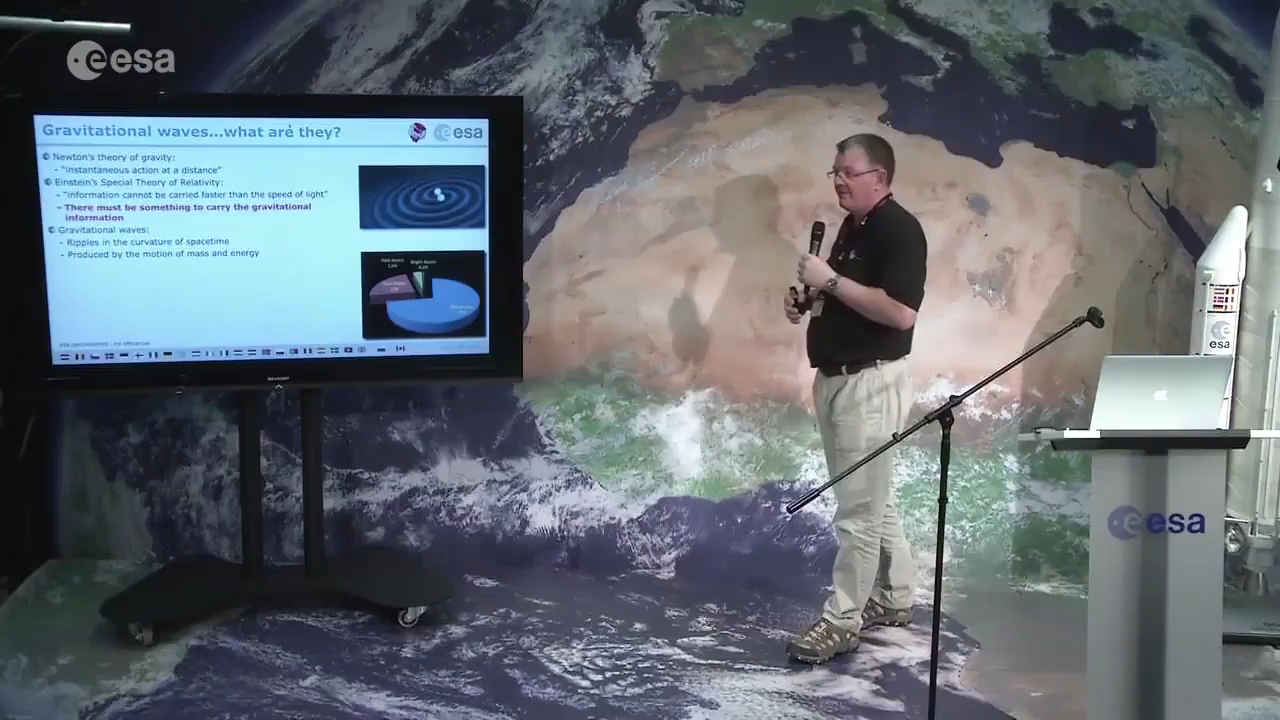 esa
Gravitational waves...what are they?
esa
Newton's theory of gravity:
- "instantaneous action at a distance"
Einstein's Special Theory of Relativity:
- "information cannot be carried faster than the speed of light"
- There must be something to carry the gravitational
information
Gravitational waves:
- Ripples in the curvature of spacetime
- Produced by the motion of mass and energy
SHARP
esa
esa